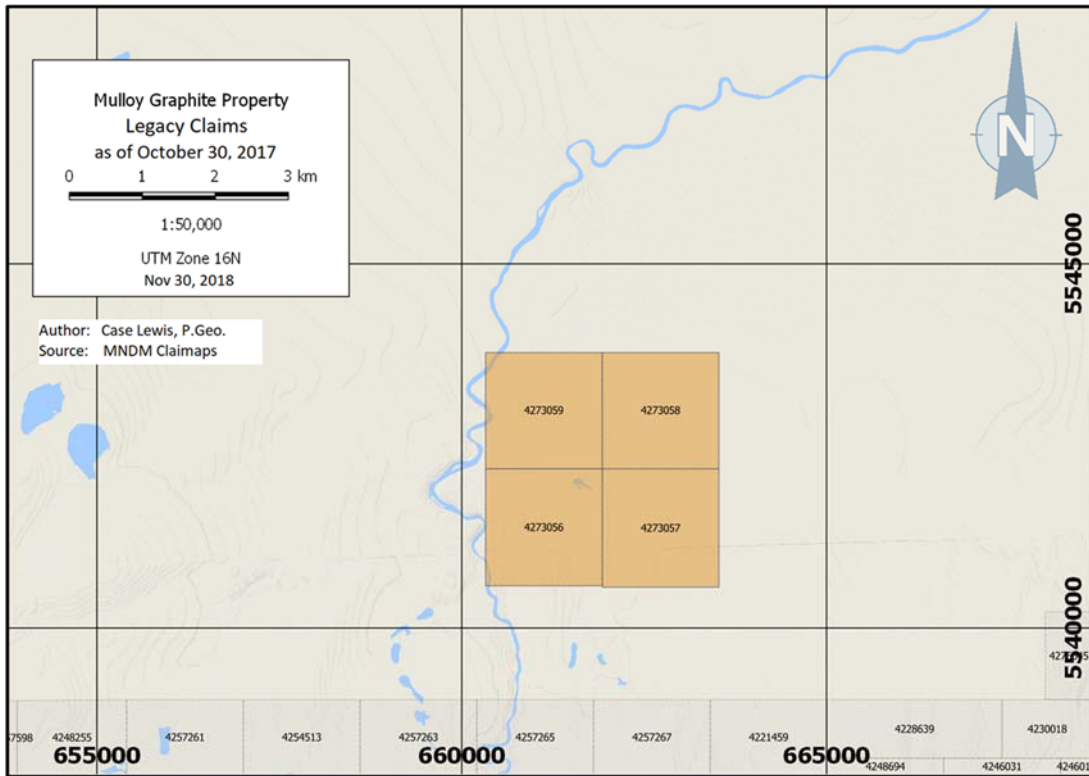 Mulloy Graphite Property
Legacy Claims
as of October 30, 2017
0 1 2 3 km
1:50,000
UTM Zone 16N
Nov 30, 2018
Author: Case Lewis, P.Geo.
Source: MNDM Claimaps
N
5545000
4273059 4273058
4273056 4273057
5540000
7598 4248255 4257261 4254513 4257263 4257265 4257267 4221459 4228639 4230018
655000 660000 665000
4248694 4246031 424601